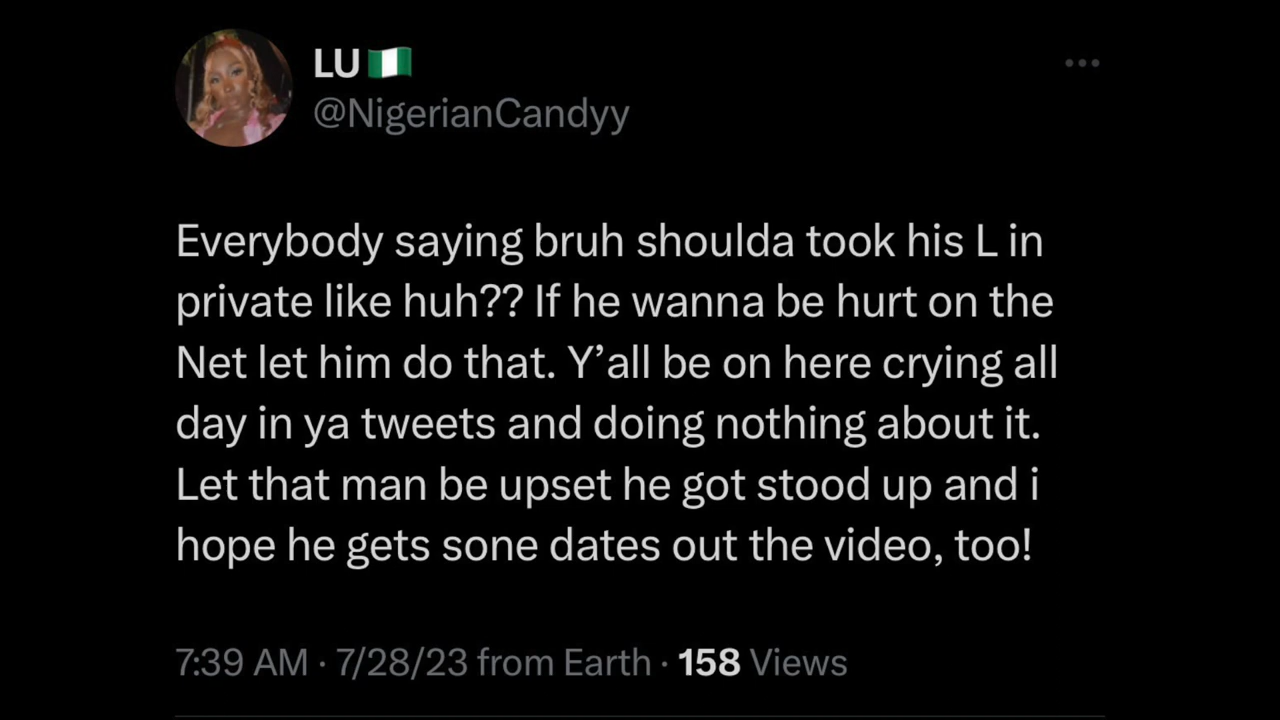 LU🇳🇬
@NigerianCandyy
Everybody saying bruh shoulda took his L in
private like huh?? If he wanna be hurt on the
Net let him do that. Y’all be on here crying all
day in ya tweets and doing nothing about it.
Let that man be upset he got stood up and i
hope he gets sone dates out the video, too!
7:39 AM · 7/28/23 from Earth · 158 Views